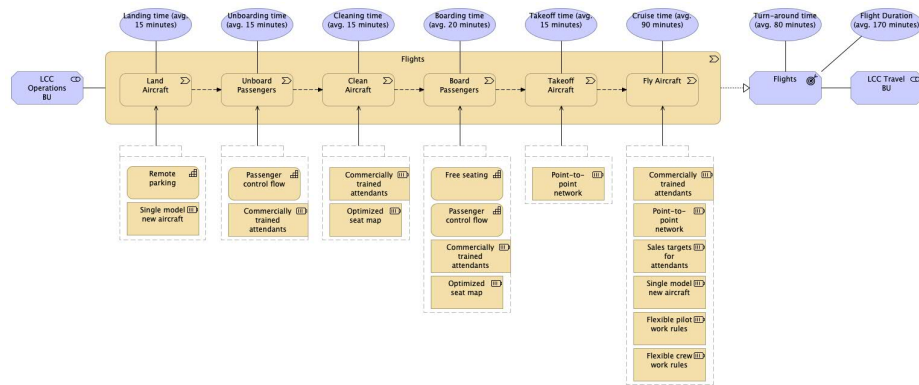 Landing time (avg.
15 minutes)
Unboarding time
(avg. 15 minutes)
Cleaning time
(avg. 15 minutes)
Boarding time
(avg. 20 minutes)
Takeoff time (avg.
15 minutes)
Cruise time (avg.
90 minutes)
Turn-around time
(avg. 80 minutes)
Flight Duration
(avg. 170 minutes)
Flights
LCC
Operations
BU
Land
Aircraft
Unboard
Passengers
Clean
Aircraft
Board
Passengers
Takeoff
Aircraft
Fly Aircraft
Flights
LCC Travel
BU
Remote
parking
Single model
new aircraft
Passenger
control flow
Commercially
trained
attendants
Commercially
trained
attendants
Optimized
seat map
Free seating
Passenger
control flow
Commercially
trained
attendants
Optimized
seat map
Point-to-
point
network
Commercially
trained
attendants
Point-to-
point
network
Sales targets
for
attendants
Single model
new aircraft
Flexible pilot
work rules
Flexible crew
work rules